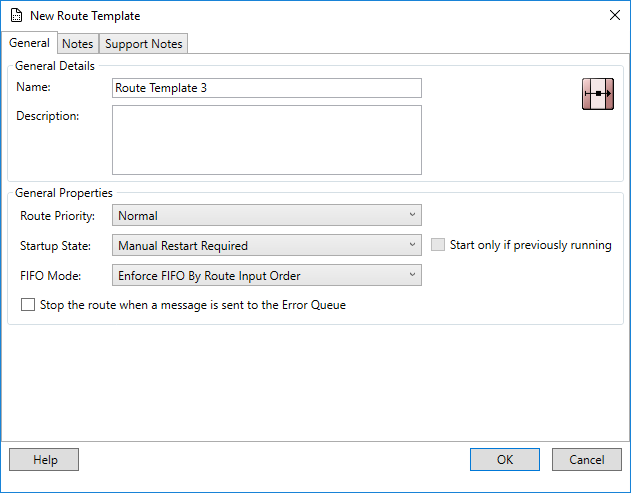 New Route Template
General Notes Support Notes
General Details
Name: Route Template 3
Description:
General Properties
Route Priority: Normal
Startup State: Manual Restart Required Start only if previously running
FIFO Mode: Enforce FIFO By Route Input Order
Stop the route when a message is sent to the Error Queue
Help OK Cancel